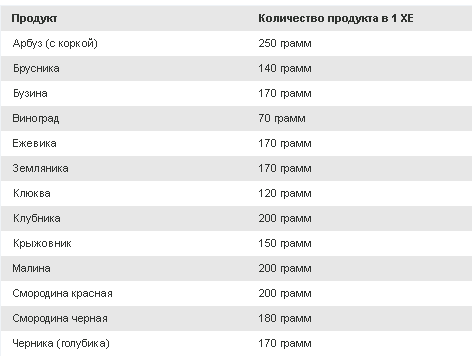 Продукт Количество продукта в 1 ХЕ
Арбуз (с коркой) 250 грамм
Брусника 140 грамм
Бузина 170 грамм
Виноград 70 грамм
Ежевика 170 грамм
Земляника 170 грамм
Клюква 120 грамм
Клубника 200 грамм
Крыжовник 150 грамм
Малина 200 грамм
Смородина красная 200 грамм
Смородина черная 180 грамм
Черника (голубика) 170 грамм